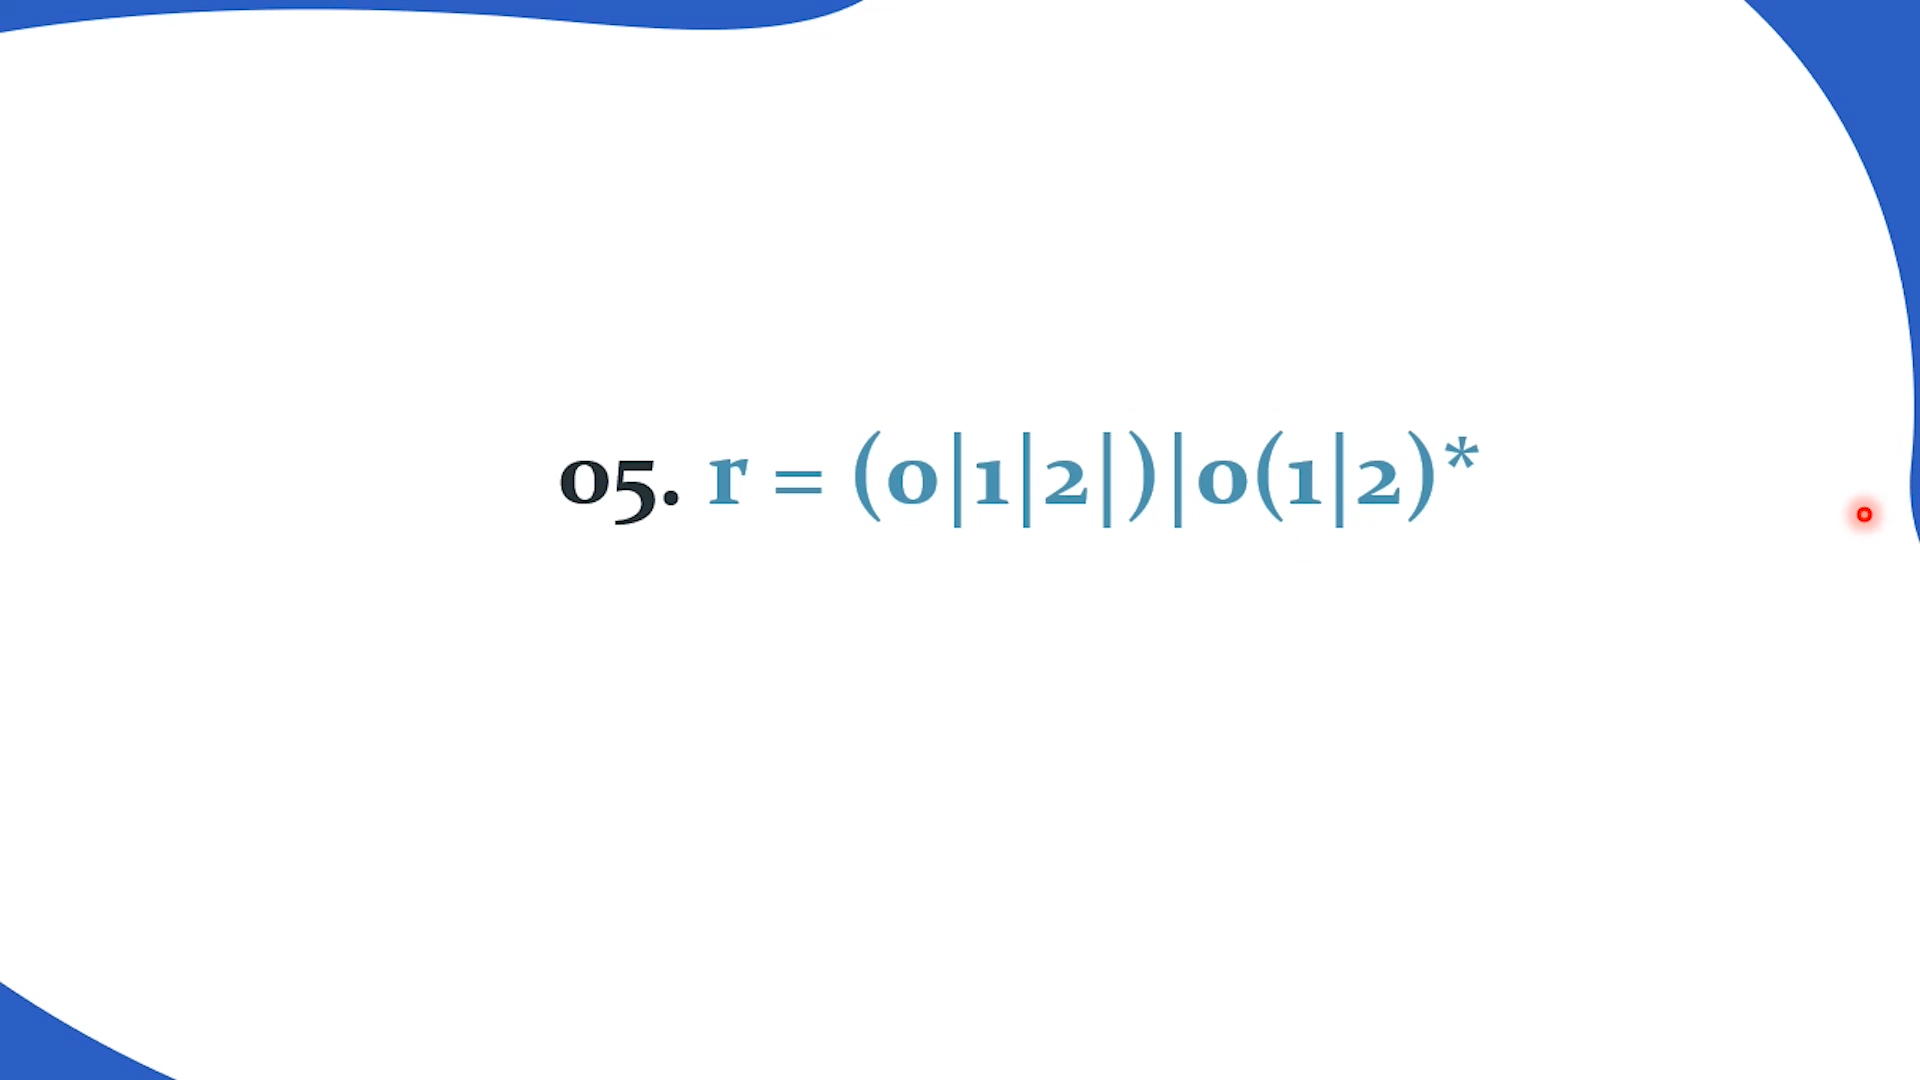 05. r = (0|1|2|)|0(1|2)*